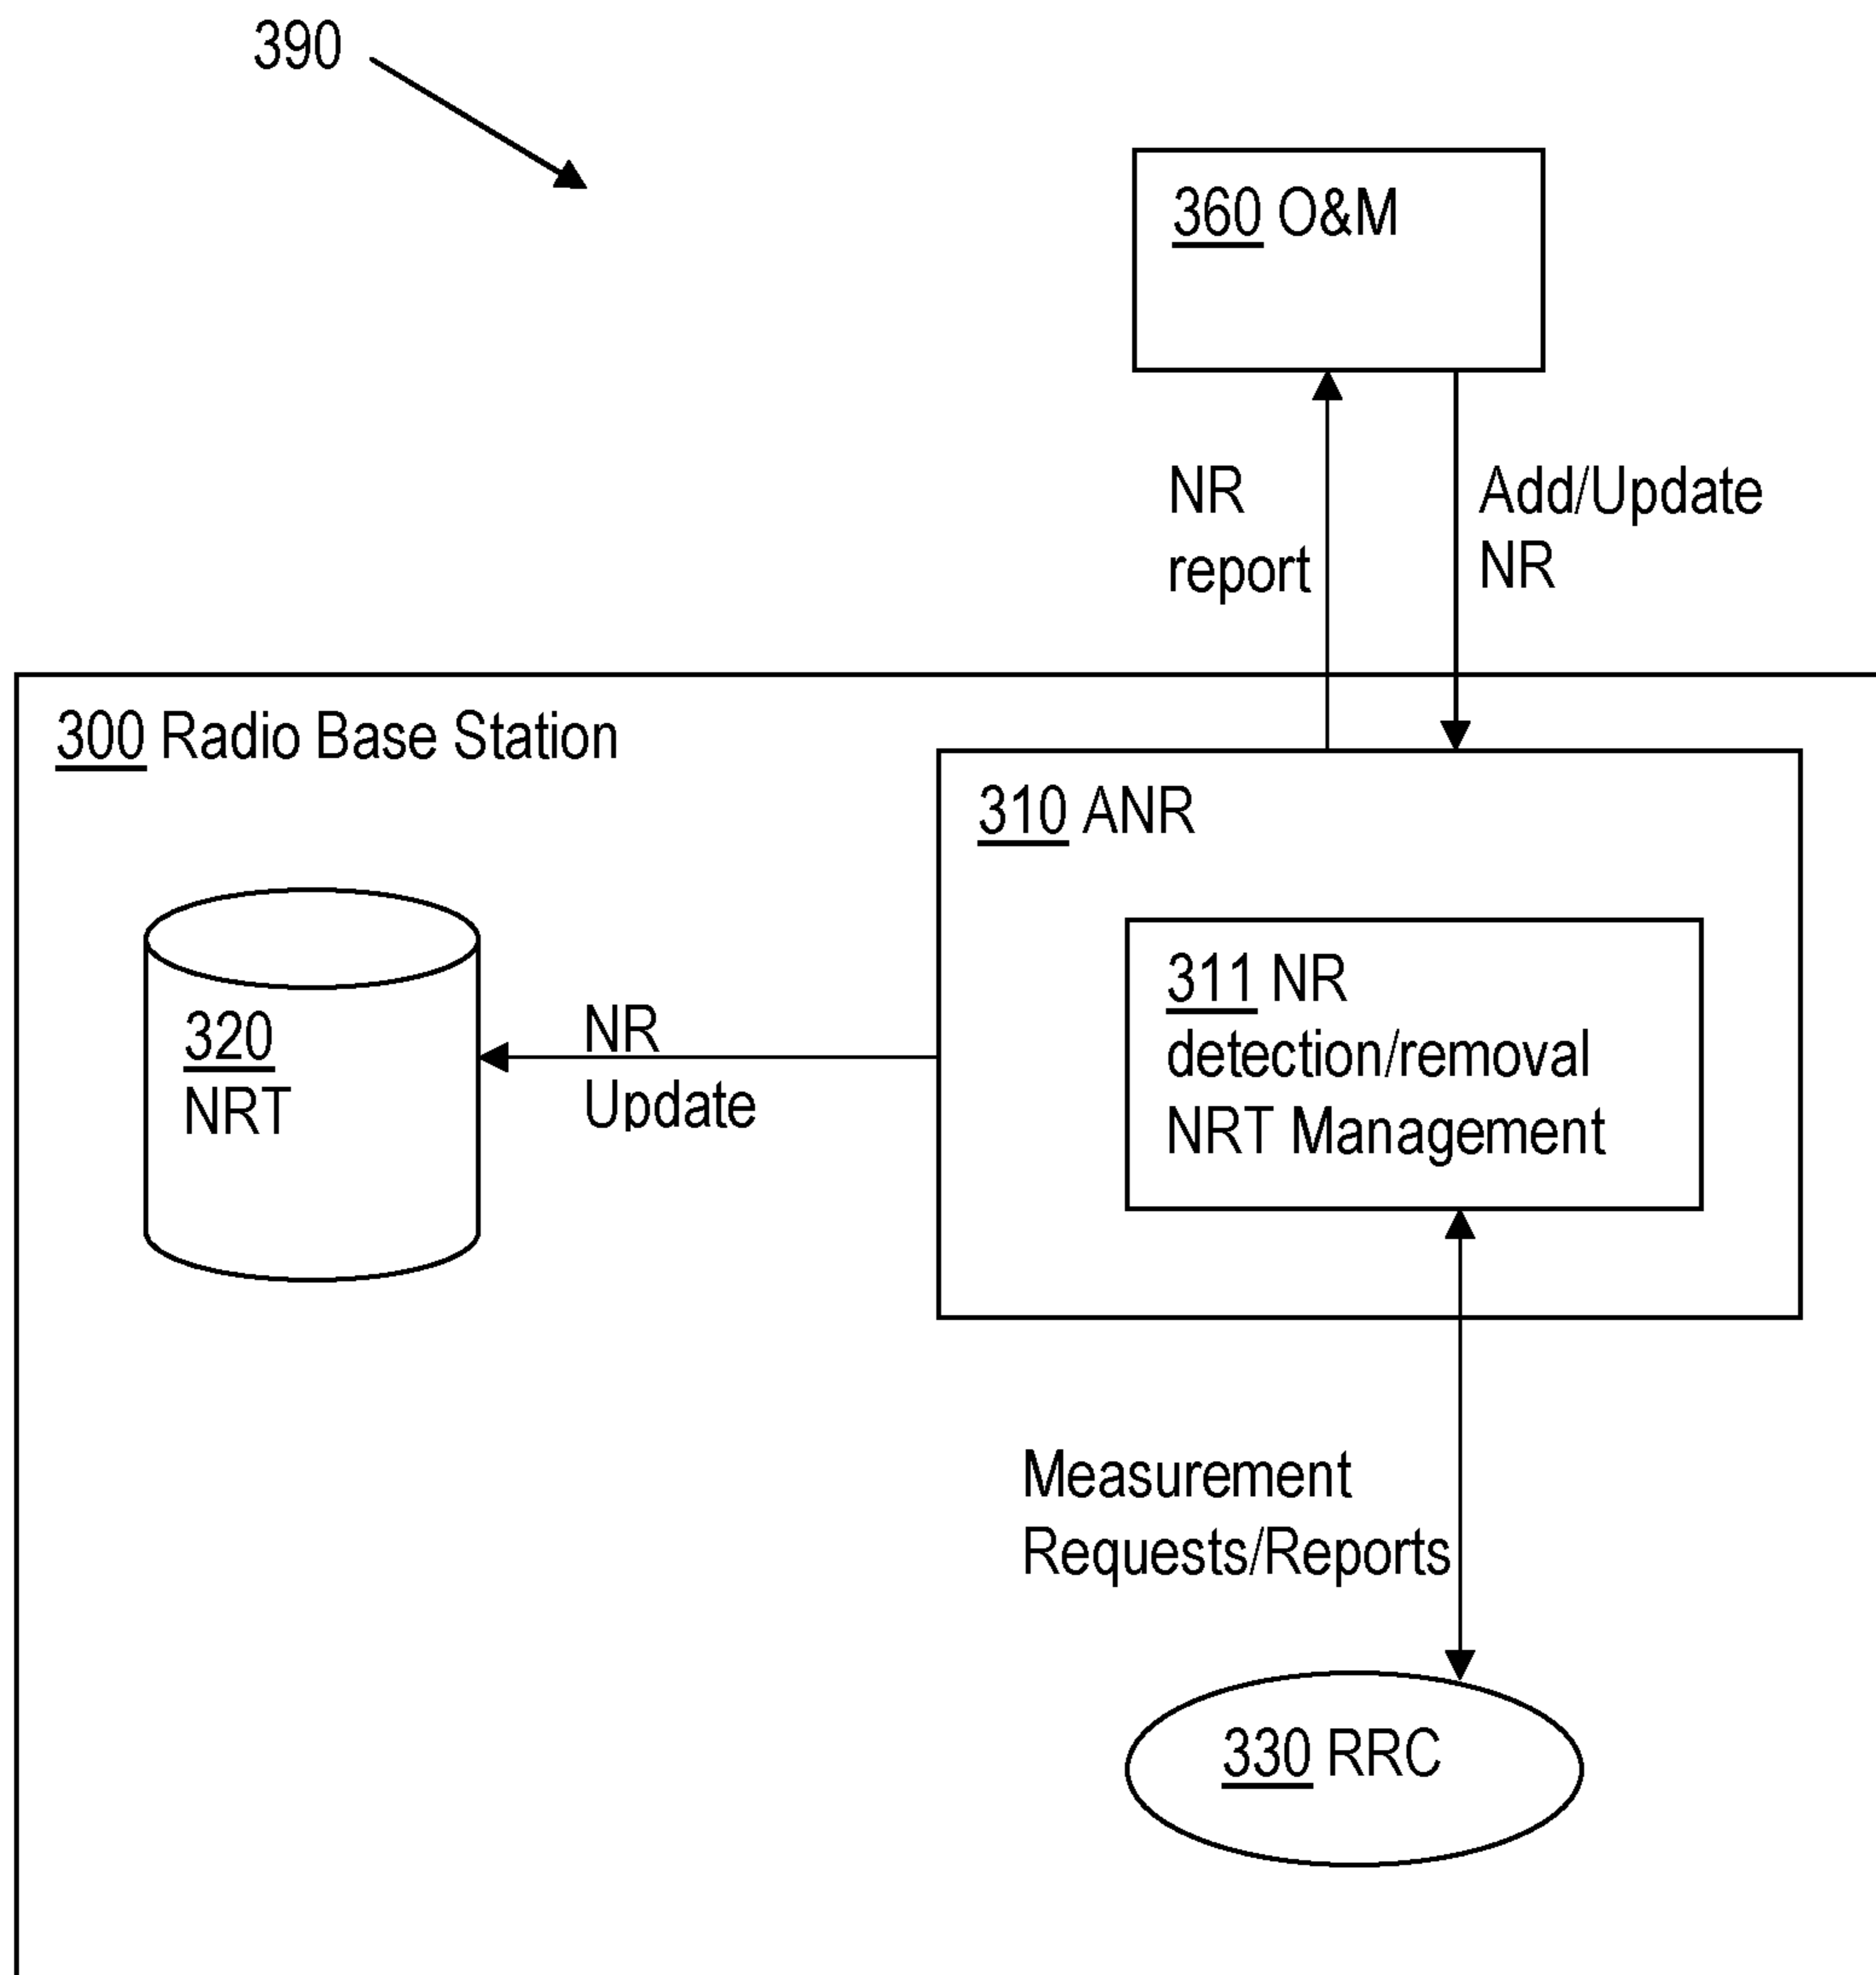 390
360 O&M
NR
report
Add/Update
NR
300 Radio Base Station
310 ANR
311 NR
detection/removal
NRT Management
320
NRT
NR
Update
Measurement
Requests/Reports
330 RRC